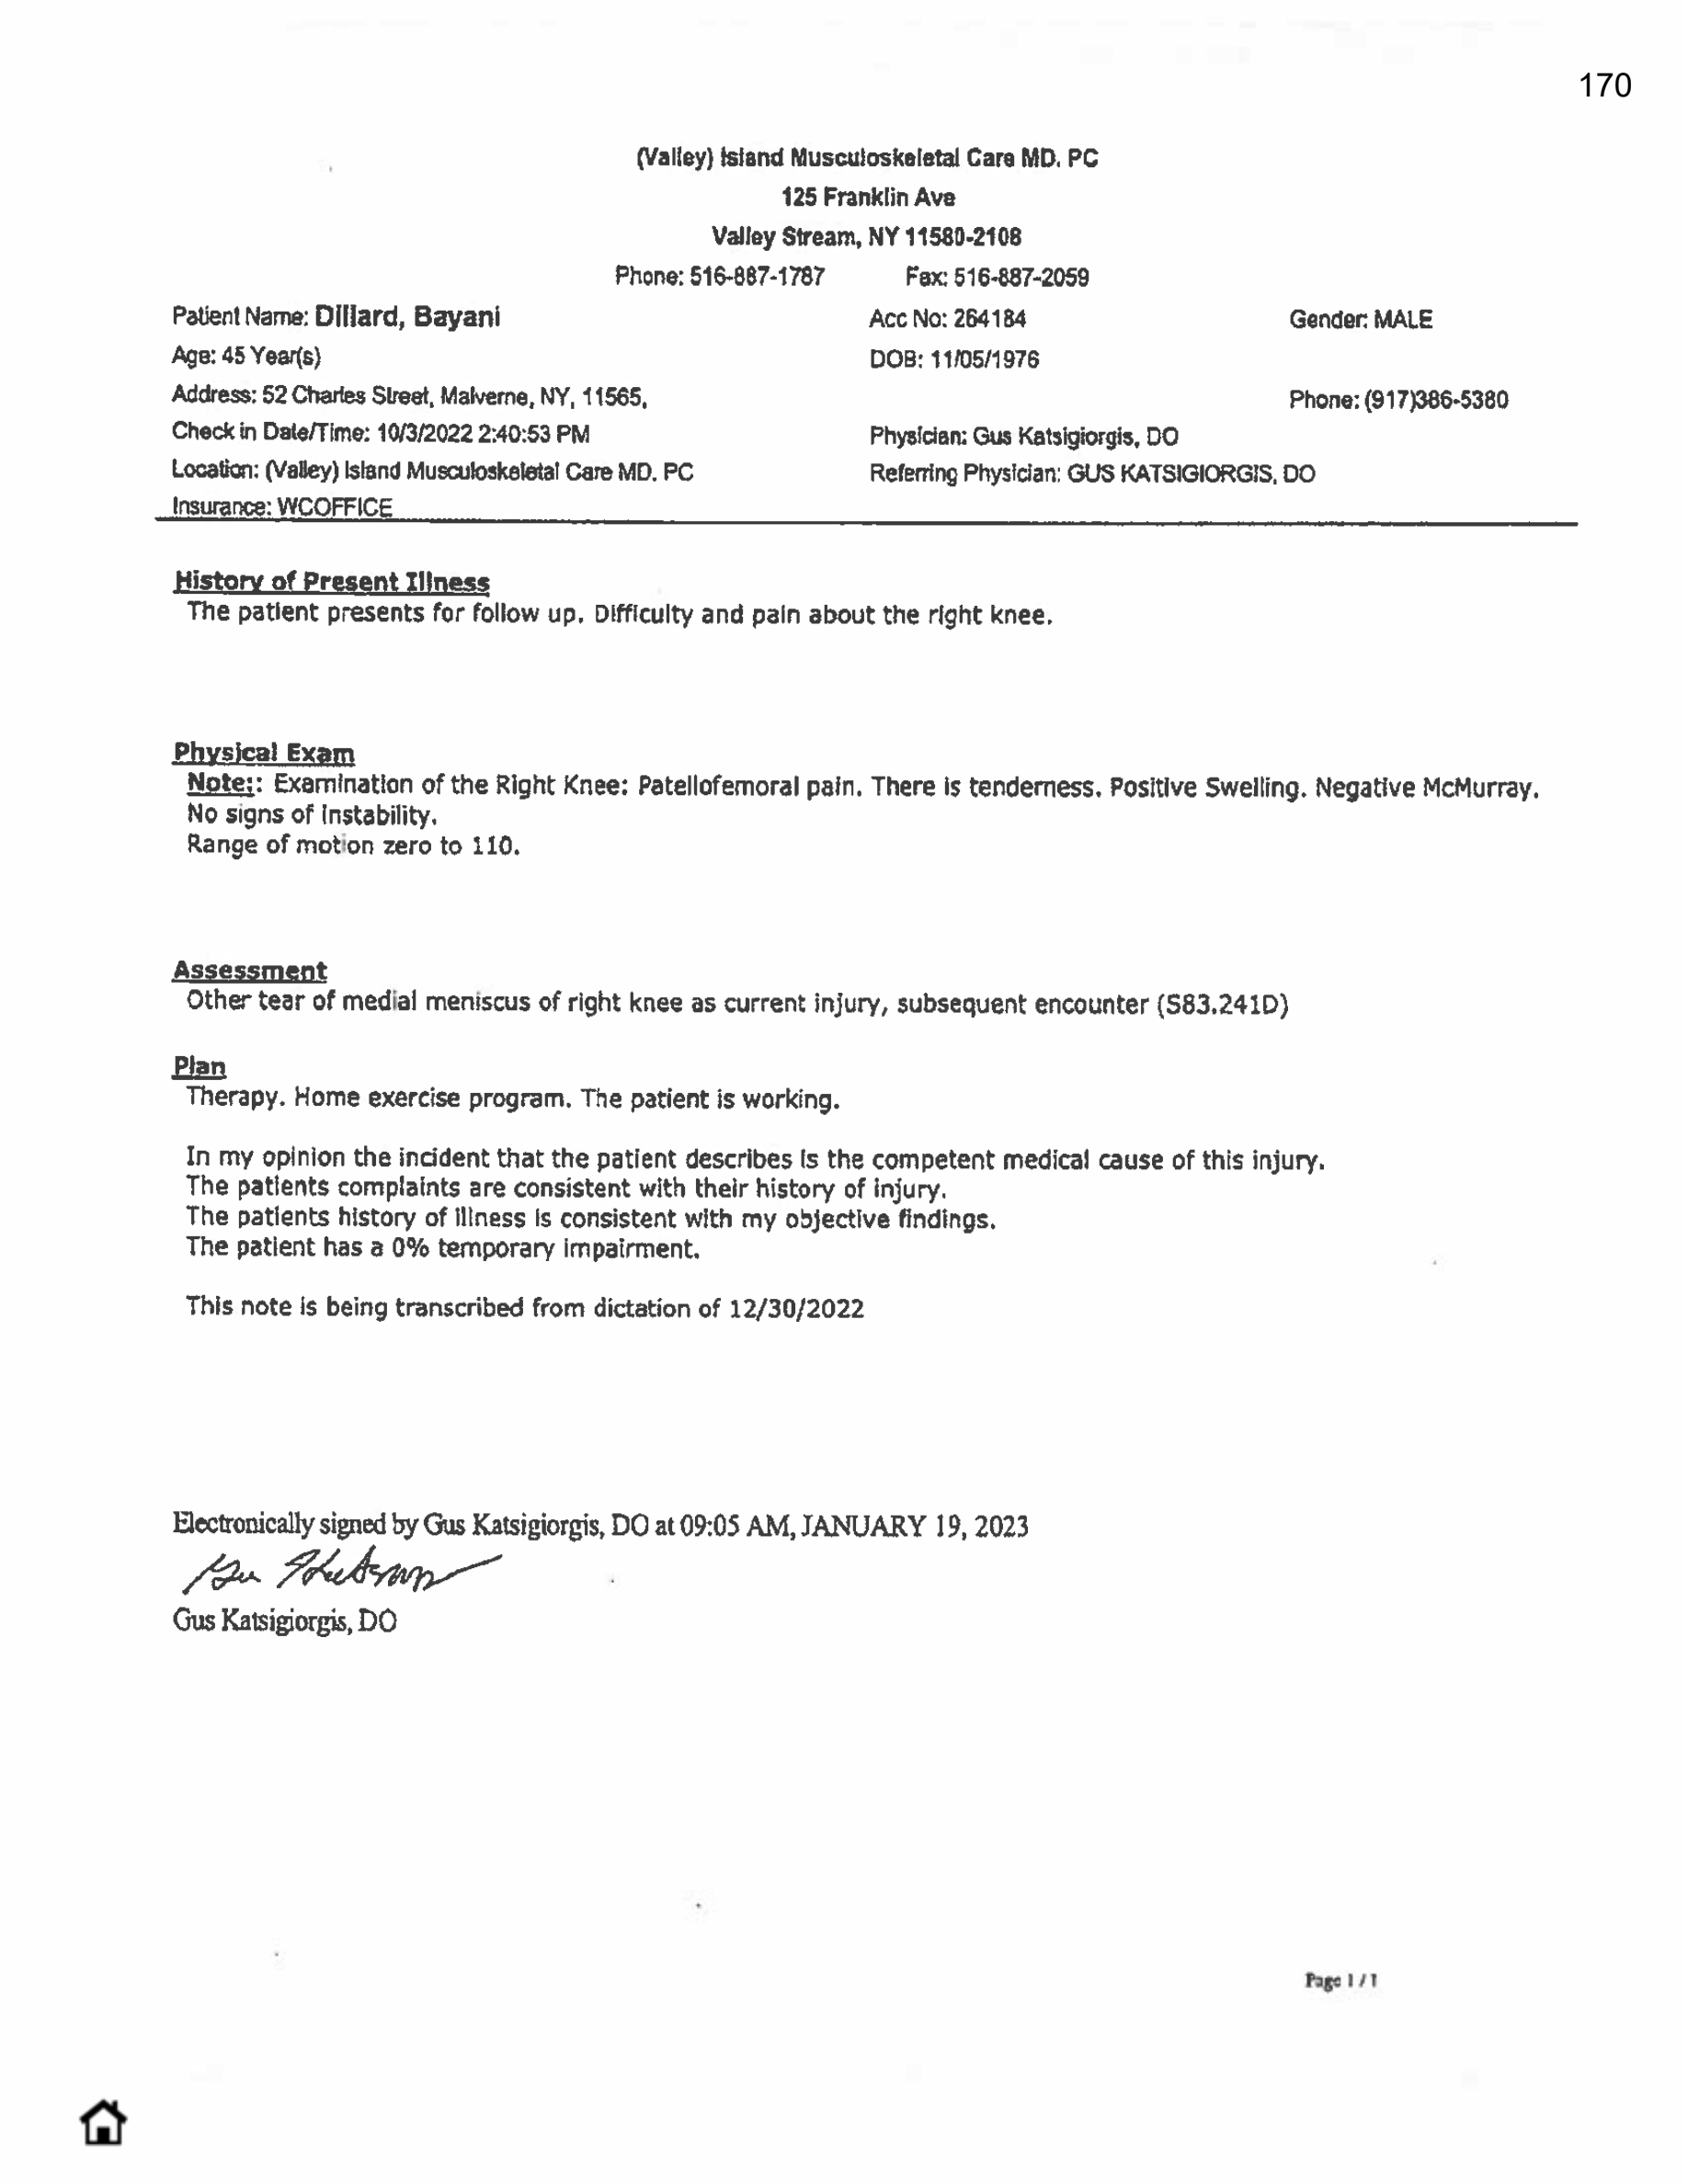 170
(Valley) Island Musculoskeletal Care MD. PC
125 Franklin Ave
Valley Stream, NY 11580-2108
Phone: 516-887-1787 Fax: 516-887-2059
Patient Name: Dillard, Bayani Acc No: 264184 Gender: MALE
Age: 45 Year(s) DOB: 11/05/1976
Address: 52 Charles Street, Malverne, NY, 11565, Phone: (917)386-5380
Check in Date/Time: 10/3/2022 2:40:53 PM Physician: Gus Katsigiorgis, DO
Location: (Valley) Island Musculoskeletal Care MD. PC Referring Physician: GUS KATSIGIORGIS, DO
Insurance: WCOFFICE
History of Present Illness
The patient presents for follow up. Difficulty and pain about the right knee.
Physical Exam
Note:: Examination of the Right Knee: Patellofemoral pain. There is tenderness. Positive Swelling. Negative McMurray.
No signs of instability.
Range of motion zero to 110.
Assessment
Other tear of medial meniscus of right knee as current injury, subsequent encounter (S83.241D)
Plan
Therapy. Home exercise program. The patient is working.
In my opinion the incident that the patient describes is the competent medical cause of this injury.
The patients complaints are consistent with their history of injury.
The patients history of illness is consistent with my objective findings.
The patient has a 0% temporary impairment.
This note is being transcribed from dictation of 12/30/2022
Electronically signed by Gus Katsigiorgis, DO at 09:05 AM, JANUARY 19, 2023
Gus Katsigiorgis, DO
Page 1 / 1